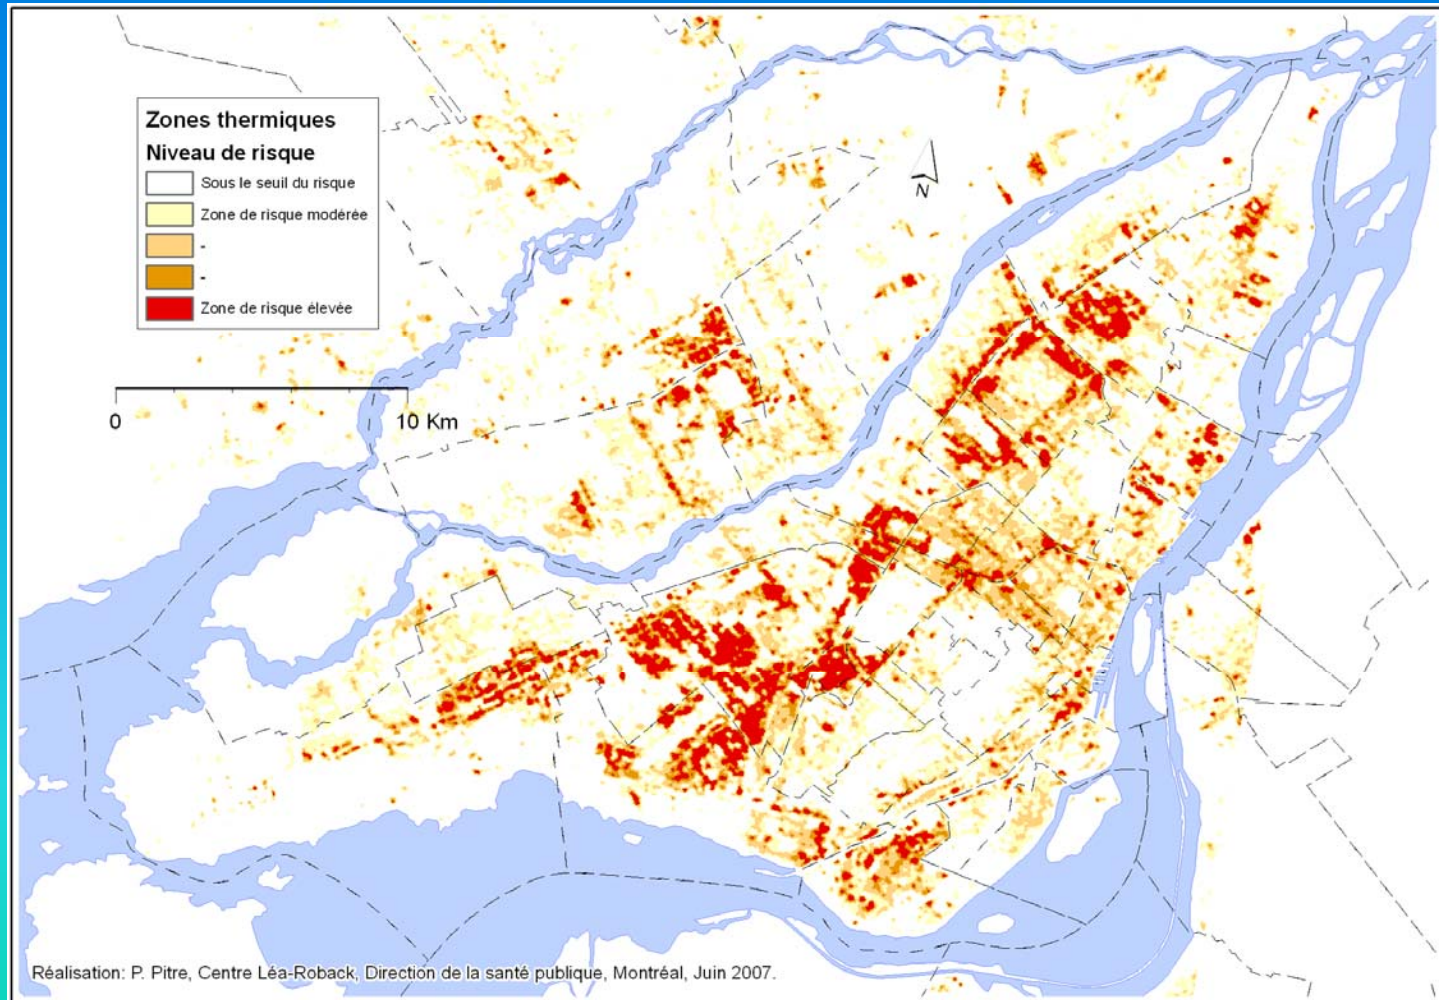 Zones thermiques
Niveau de risque
Sous le seuil du risque
Zone de risque modérée
-
-
Zone de risque élevée
N
0 10 Km
Réalisation: P. Pitre, Centre Léa-Roback, Direction de la santé publique, Montréal, Juin 2007.